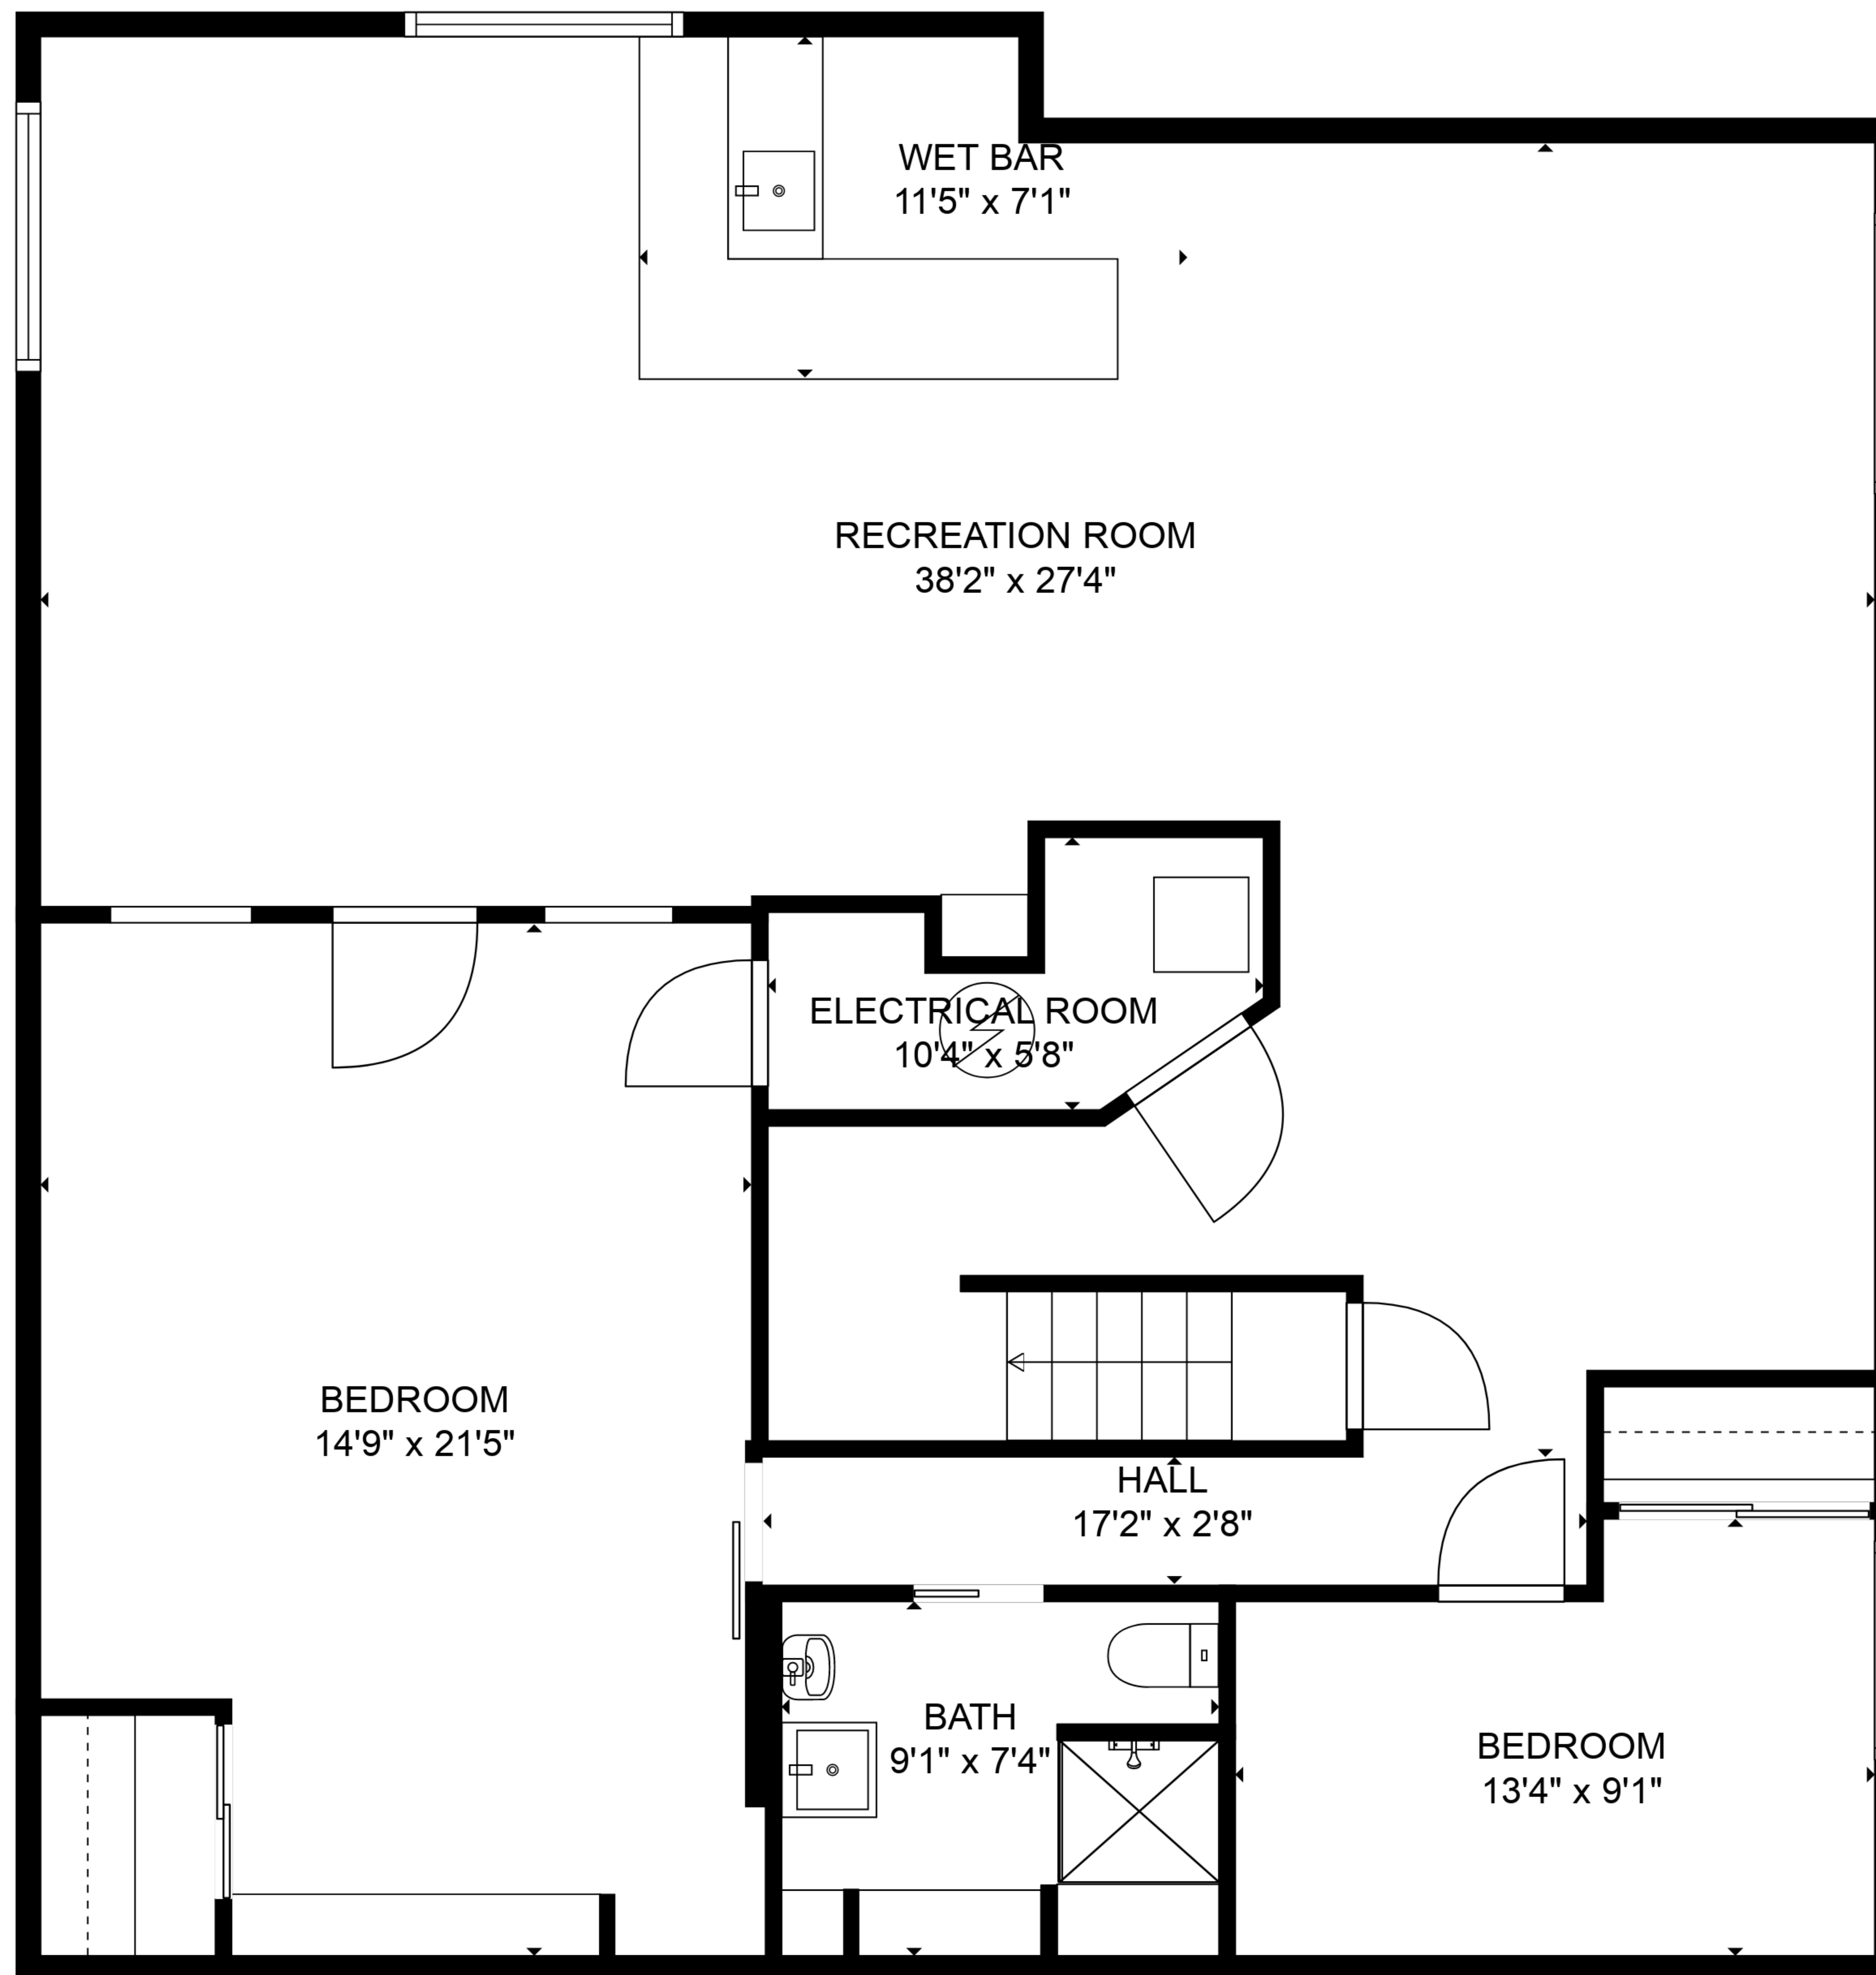 WET BAR
11'5" x 7'1"
RECREATION ROOM
38'2" x 27'4"
ELECTRICAL ROOM
10'4" x 5'8"
BEDROOM
14'9" x 21'5"
HALL
17'2" x 2'8"
BATH
9'1" x 7'4"
BEDROOM
13'4" x 9'1"